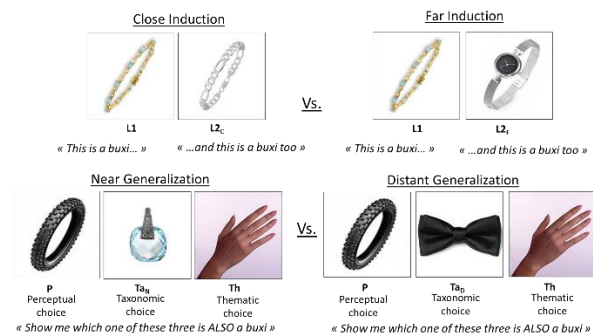 Close Induction
Far Induction
Vs.
L1
L2C
L1
L2F
« This is a buxi... »
« ...and this is a buxi too »
« This is a buxi... »
« ...and this is a buxi too »
Near Generalization
Distant Generalization
Vs.
P
Perceptual
choice
TaN
Taxonomic
choice
Th
Thematic
choice
P
Perceptual
choice
TaD
Taxonomic
choice
Th
Thematic
choice
« Show me which one of these three is ALSO a buxi »
« Show me which one of these three is ALSO a buxi »